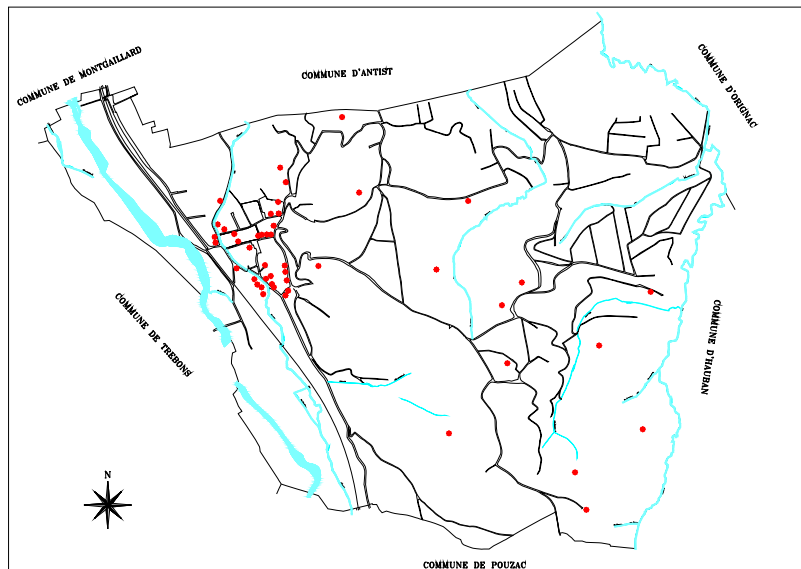 COMMUNE DE MONTGAILLARD
COMMUNE D'ANTIST
COMMUNE D'ORIGNAC
COMMUNE DE TREBONS
COMMUNE D'HAUBAN
N
COMMUNE DE POUZAC